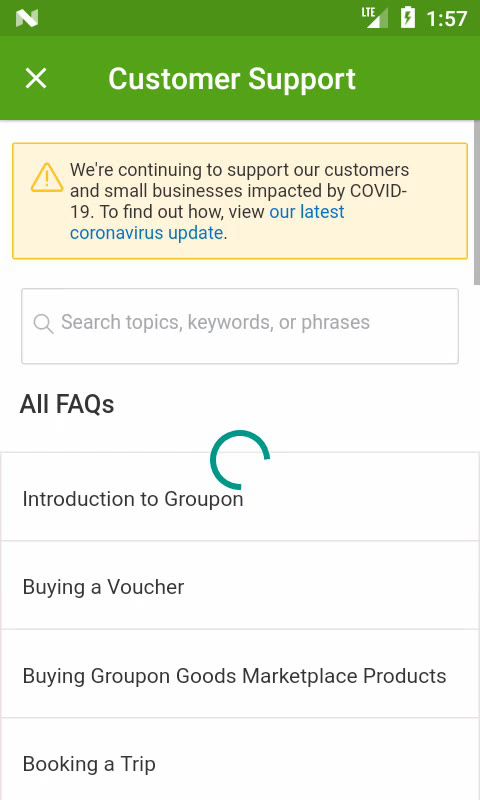 LTE 1:57
Customer Support
We're continuing to support our customers
and small businesses impacted by COVID-
19. To find out how, view our latest
coronavirus update.
Search topics, keywords, or phrases
All FAQs
Introduction to Groupon
Buying a Voucher
Buying Groupon Goods Marketplace Products
Booking a Trip